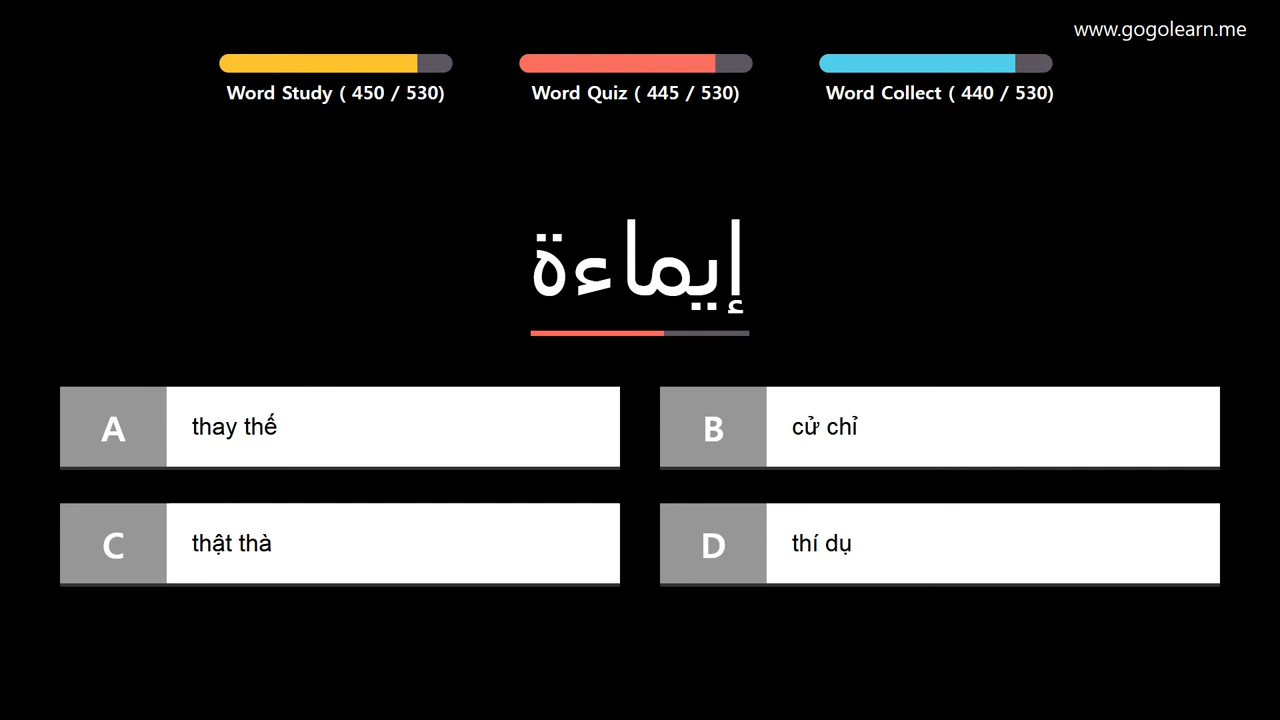 www.gogolearn.me
Word Study ( 450 / 530)
Word Quiz ( 445 / 530)
Word Collect ( 440 / 530)
إيماءة
A
thay thế
B
cử chỉ
C
thật thà
D
thí dụ